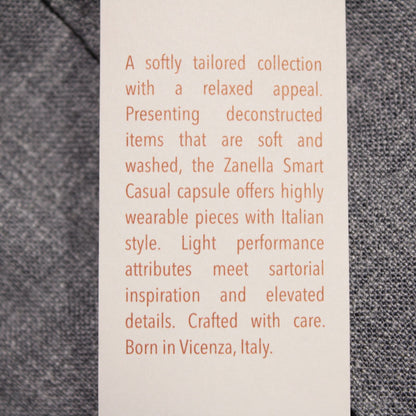 A softly tailored collection
with a relaxed appeal.
Presenting deconstructed
items that are soft and
washed, the Zanella Smart
Casual capsule offers highly
wearable pieces with Italian
style. Light performance
attributes meet sartorial
inspiration and elevated
details. Crafted with care.
Born in Vicenza, Italy.